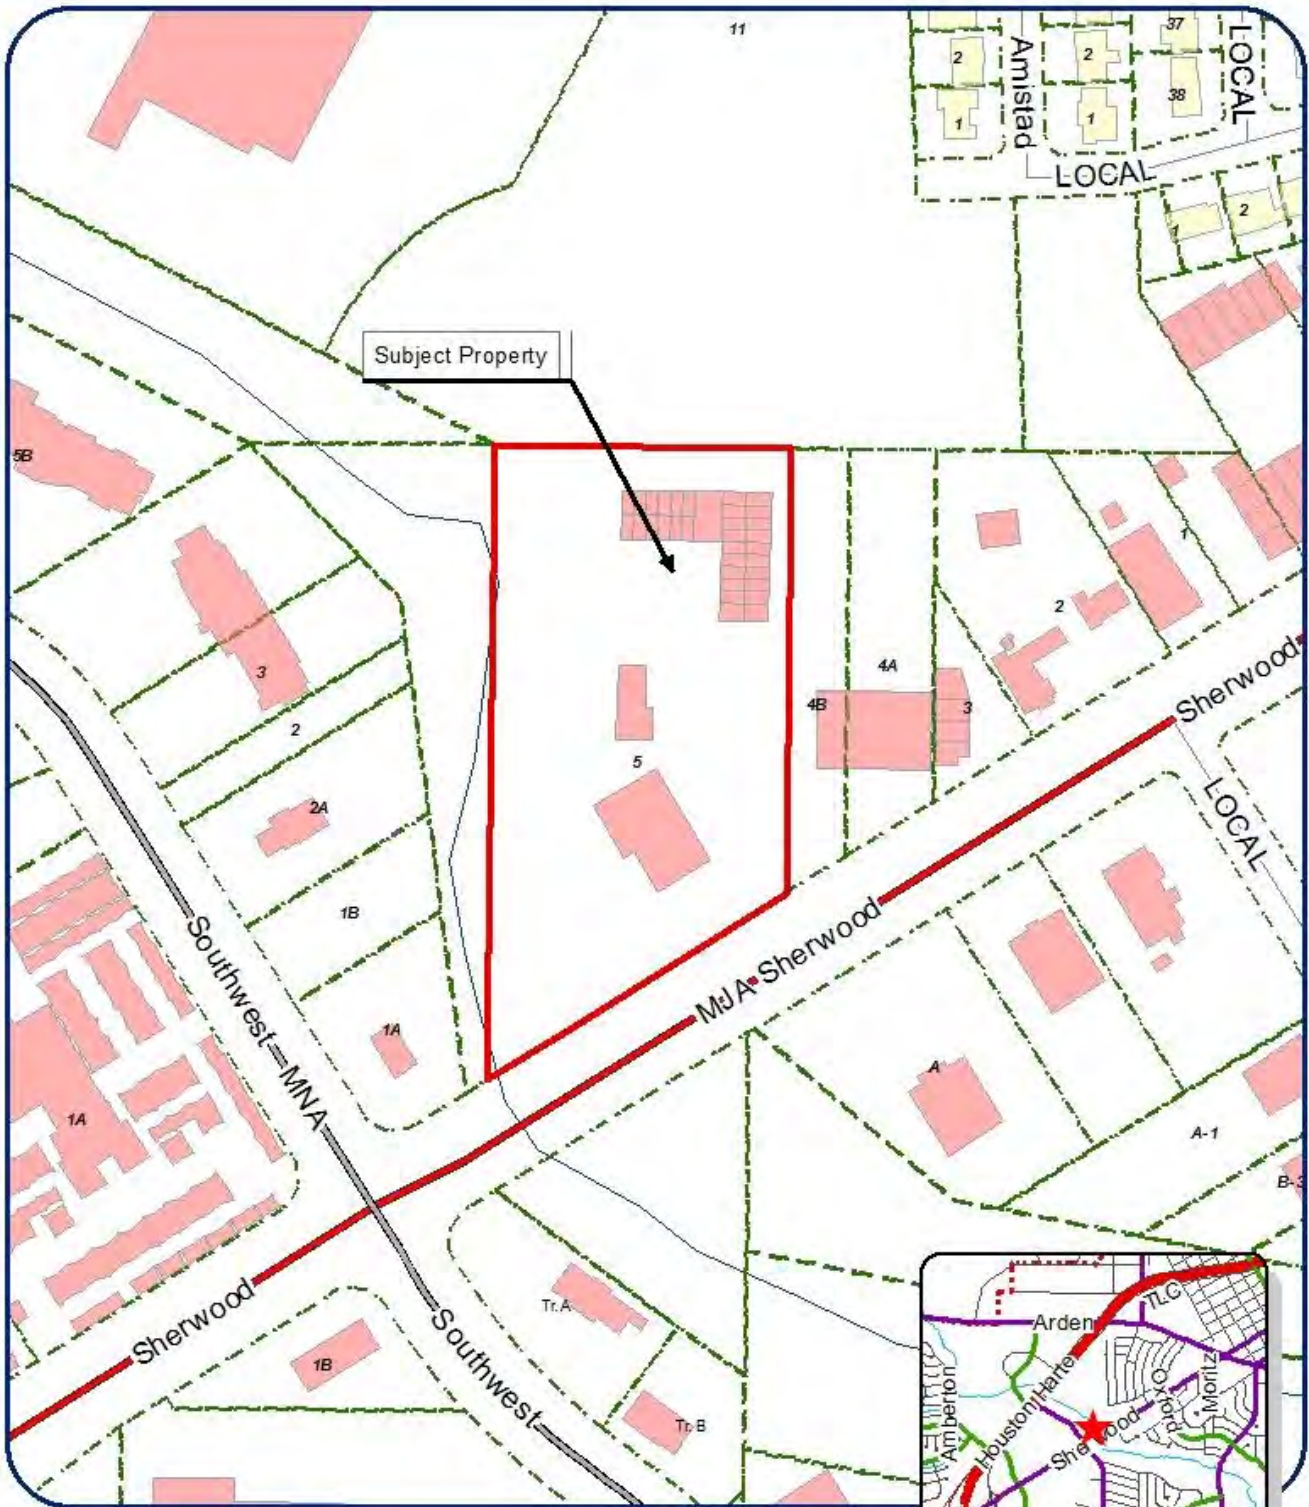 11
37
2
Amistad
2
LOCAL
38
1
1
LOCAL
2
1
Subject Property
5B
1
2
3
4A
Sherwood
4B
3
2
5
2A
LOCAL
1B
Southwest
MJA
Sherwood
1A
MNA
A
1A
A-1
B-3
Sherwood
Tr. A
TLC
Arden
1B
Southwest
Amberton
Houston Harte
Oxford
Moritz
Tr. B
Sherwood